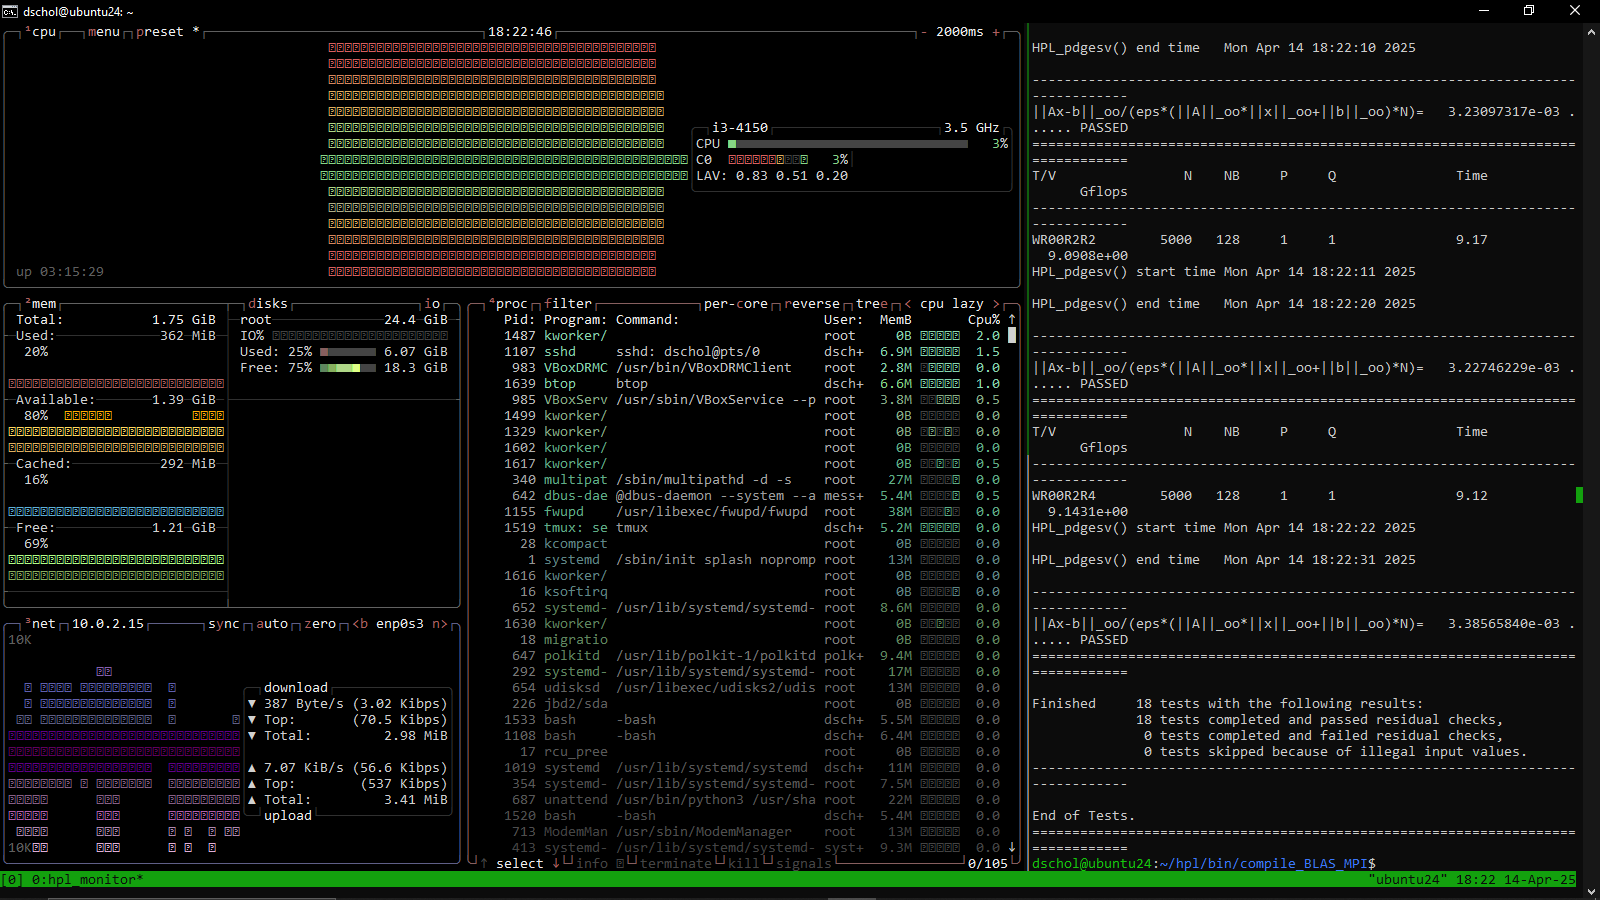 dschol@ubuntu24: ~
¹cpu menu preset * 18:22:46 - 2000ms +
i3-4150 3.5 GHz
CPU 3%
C0 3%
LAV: 0.83 0.51 0.20
up 03:15:29
²mem
Total: 1.75 GiB
Used: 362 MiB
20%
Available: 1.39 GiB
80%
Cached: 292 MiB
16%
Free: 1.21 GiB
69%
disks io
root 24.4 GiB
IO%
Used: 25% 6.07 GiB
Free: 75% 18.3 GiB
³net 10.0.2.15 sync auto zero <b enp0s3 n>
10K
download
▼ 387 Byte/s (3.02 Kibps)
▼ Top: (70.5 Kibps)
▼ Total: 2.98 MiB
▲ 7.07 KiB/s (56.6 Kibps)
▲ Top: (537 Kibps)
▲ Total: 3.41 MiB
upload
10K
⁴proc filter per-core reverse tree < cpu lazy >
Pid: Program: Command: User: MemB Cpu% ↑
1487 kworker/ root 0B 2.0
1107 sshd sshd: dschol@pts/0 dsch+ 6.9M 1.5
983 VBoxDRMC /usr/bin/VBoxDRMClient root 2.8M 0.0
1639 btop btop dsch+ 6.6M 1.0
985 VBoxServ /usr/sbin/VBoxService --p root 3.8M 0.5
1499 kworker/ root 0B 0.0
1329 kworker/ root 0B 0.0
1602 kworker/ root 0B 0.0
1617 kworker/ root 0B 0.5
340 multipat /sbin/multipathd -d -s root 27M 0.0
642 dbus-dae @dbus-daemon --system --a mess+ 5.4M 0.5
1155 fwupd /usr/libexec/fwupd/fwupd root 38M 0.0
1519 tmux: se tmux dsch+ 5.2M 0.0
28 kcompact root 0B 0.0
1 systemd /sbin/init splash nopromp root 13M 0.0
1616 kworker/ root 0B 0.0
16 ksoftirq root 0B 0.0
652 systemd- /usr/lib/systemd/systemd- root 8.6M 0.0
1630 kworker/ root 0B 0.0
18 migratio root 0B 0.0
647 polkitd /usr/lib/polkit-1/polkitd polk+ 9.4M 0.0
292 systemd- /usr/lib/systemd/systemd- root 17M 0.0
654 udisksd /usr/libexec/udisks2/udis root 13M 0.0
226 jbd2/sda root 0B 0.0
1533 bash -bash dsch+ 5.5M 0.0
1108 bash -bash dsch+ 6.4M 0.0
17 rcu_pree root 0B 0.0
1019 systemd /usr/lib/systemd/systemd dsch+ 11M 0.0
354 systemd- /usr/lib/systemd/systemd- root 7.5M 0.0
687 unattend /usr/bin/python3 /usr/sha root 22M 0.0
1520 bash -bash dsch+ 5.4M 0.0
713 ModemMan /usr/sbin/ModemManager root 13M 0.0
413 systemd- /usr/lib/systemd/systemd- syst+ 9.3M 0.0 ↓
↑ select ↓ info terminate kill signals 0/105
HPL_pdgesv() end time   Mon Apr 14 18:22:10 2025
--------------------------------------------------------------------
------------
||Ax-b||_oo/(eps*(||A||_oo*||x||_oo+||b||_oo)*N)=   3.23097317e-03 .
..... PASSED
====================================================================
============
T/V N NB P Q Time
Gflops
--------------------------------------------------------------------
------------
WR00R2R2 5000 128 1 1 9.17
9.0908e+00
HPL_pdgesv() start time Mon Apr 14 18:22:11 2025
HPL_pdgesv() end time   Mon Apr 14 18:22:20 2025
--------------------------------------------------------------------
------------
||Ax-b||_oo/(eps*(||A||_oo*||x||_oo+||b||_oo)*N)=   3.22746229e-03 .
..... PASSED
====================================================================
============
T/V N NB P Q Time
Gflops
--------------------------------------------------------------------
------------
WR00R2R4 5000 128 1 1 9.12
9.1431e+00
HPL_pdgesv() start time Mon Apr 14 18:22:22 2025
HPL_pdgesv() end time   Mon Apr 14 18:22:31 2025
--------------------------------------------------------------------
------------
||Ax-b||_oo/(eps*(||A||_oo*||x||_oo+||b||_oo)*N)=   3.38565840e-03 .
..... PASSED
====================================================================
============
Finished 18 tests with the following results:
18 tests completed and passed residual checks,
0 tests completed and failed residual checks,
0 tests skipped because of illegal input values.
--------------------------------------------------------------------
------------
End of Tests.
====================================================================
============
dschol@ubuntu24:~/hpl/bin/compile_BLAS_MPI$
[0] 0:hpl_monitor* "ubuntu24" 18:22 14-Apr-25